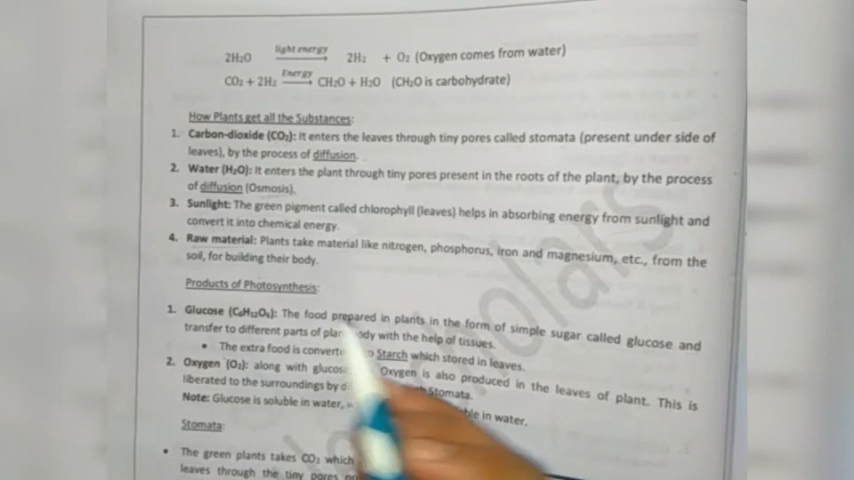 2H₂O light energy → 2H₂ + O₂ (Oxygen comes from water)
CO₂ + 2H₂ Energy → CH₂O + H₂O (CH₂O is carbohydrate)
How Plants get all the Substances:
1. Carbon-dioxide (CO₂): It enters the leaves through tiny pores called stomata (present under side of
leaves), by the process of diffusion.
2. Water (H₂O): It enters the plant through tiny pores present in the roots of the plant, by the process
of diffusion (Osmosis).
3. Sunlight: The green pigment called chlorophyll (leaves) helps in absorbing energy from sunlight and
convert it into chemical energy.
4. Raw material: Plants take material like nitrogen, phosphorus, iron and magnesium, etc., from the
soil, for building their body.
Products of Photosynthesis:
1. Glucose (C₆H₁₂O₆): The food prepared in plants in the form of simple sugar called glucose and
transfer to different parts of body with the help of tissues.
• The extra food is Starch which stored in leaves.
2. Oxygen (O₂): along with Oxygen is also produced in the leaves of plant. This is
liberated to the surroundings by Stomata.
Note: Glucose is soluble in water, in water.
Stomata:
• The green plants takes CO₂ which
leaves through the tiny pores
scholars